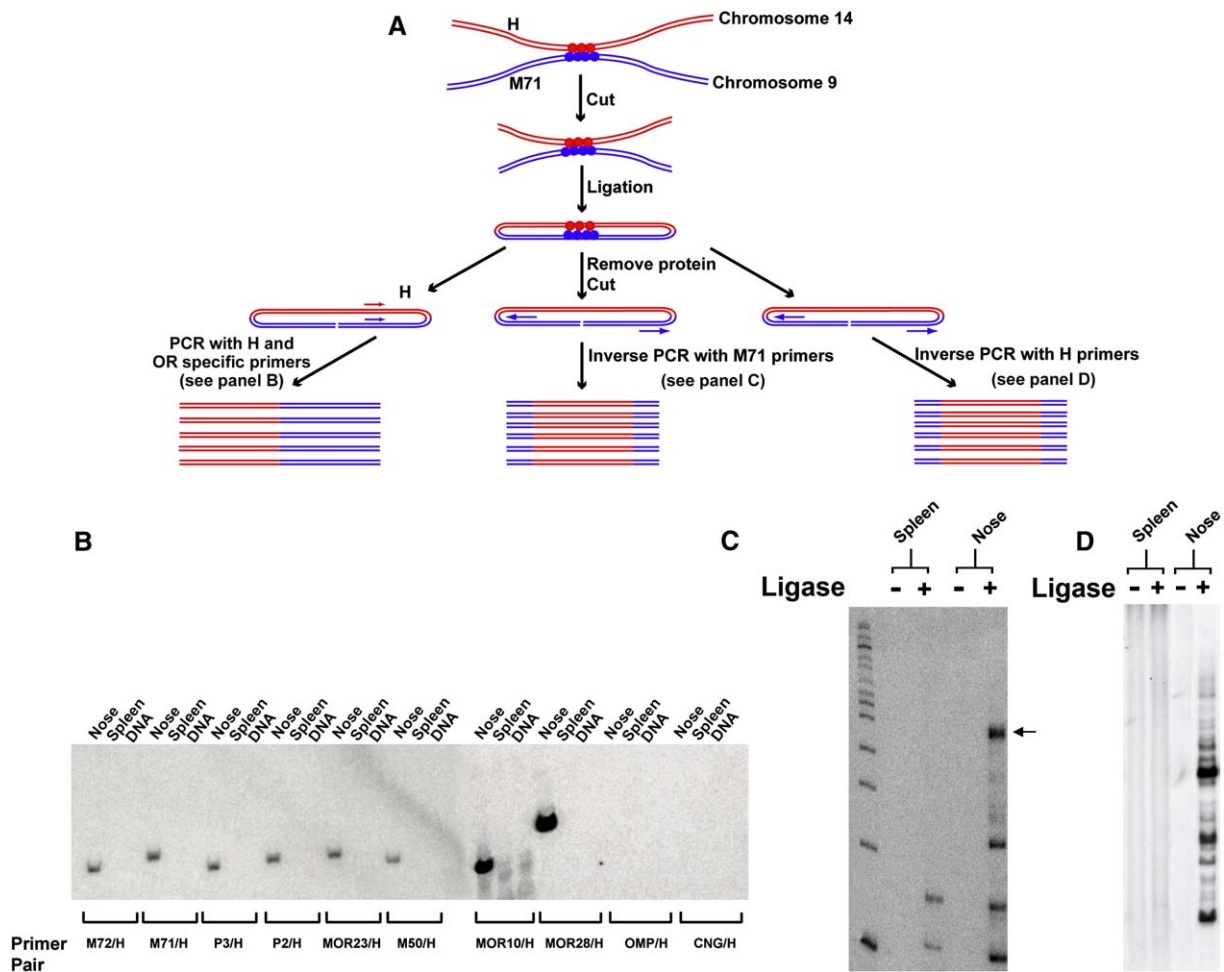 A
H
Chromosome 14
M71
Chromosome 9
Cut
Ligation
Remove protein
Cut
H
PCR with H and
OR specific primers
(see panel B)
Inverse PCR with M71 primers
(see panel C)
Inverse PCR with H primers
(see panel D)
B
Nose Spleen DNA Nose Spleen DNA Nose Spleen DNA Nose Spleen DNA Nose Spleen DNA Nose Spleen DNA Nose Spleen DNA Nose Spleen DNA Nose Spleen DNA Nose Spleen DNA
Primer
Pair
M72/H M71/H P3/H P2/H MOR23/H M50/H MOR10/H MOR28/H OMP/H CNG/H
C
Spleen Nose
Ligase - + - +
D
Spleen Nose
Ligase - + - +